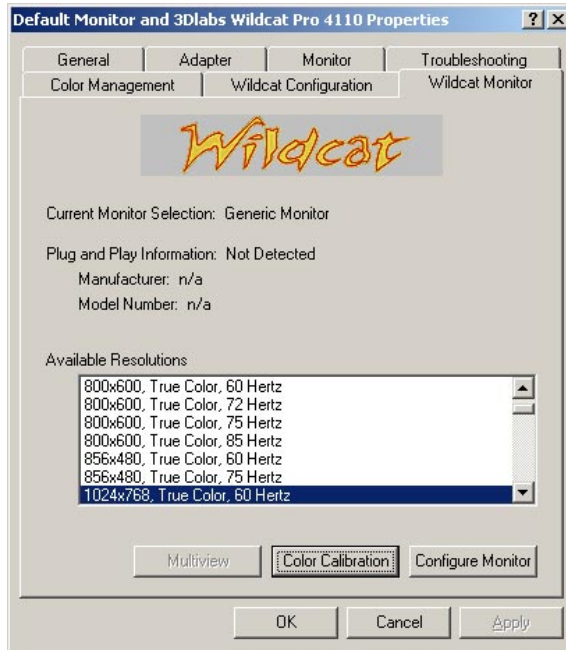 Default Monitor and 3Dlabs Wildcat Pro 4110 Properties
General Adapter Monitor Troubleshooting
Color Management Wildcat Configuration Wildcat Monitor
Wildcat
Current Monitor Selection: Generic Monitor
Plug and Play Information: Not Detected
Manufacturer: n/a
Model Number: n/a
Available Resolutions
800x600, True Color, 60 Hertz
800x600, True Color, 72 Hertz
800x600, True Color, 75 Hertz
800x600, True Color, 85 Hertz
856x480, True Color, 60 Hertz
856x480, True Color, 75 Hertz
1024x768, True Color, 60 Hertz
Multiview Color Calibration Configure Monitor
OK Cancel Apply